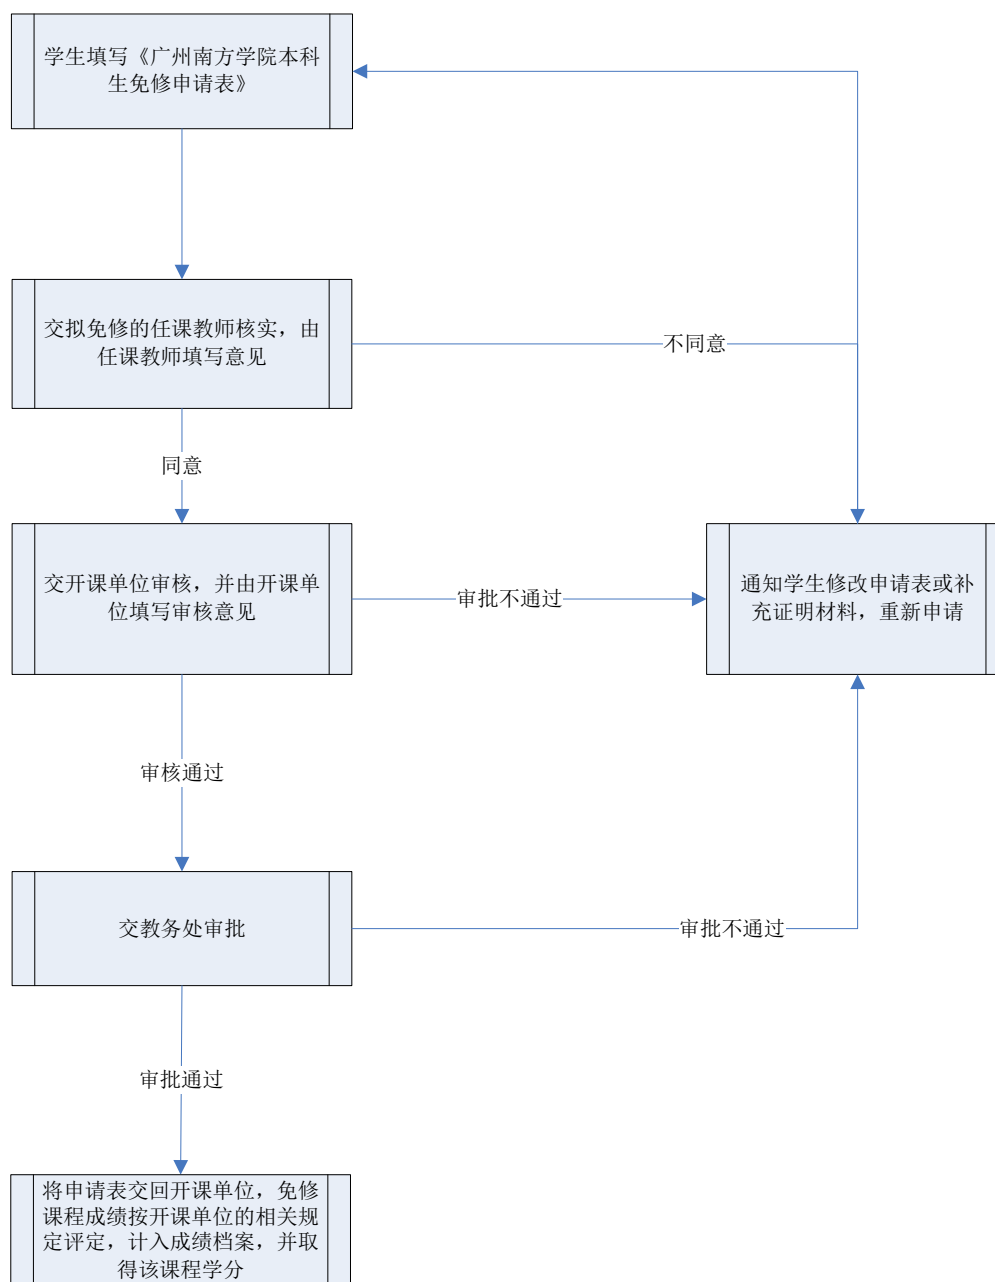 学生填写《广州南方学院本科
生免修申请表》
交拟免修的任课教师核实，由
任课教师填写意见
不同意
同意
交开课单位审核，并由开课单
位填写审核意见
审批不通过
通知学生修改申请表或补
充证明材料，重新申请
审核通过
交教务处审批
审批不通过
审批通过
将申请表交回开课单位，免修
课程成绩按开课单位的相关规
定评定，计入成绩档案，并取
得该课程学分